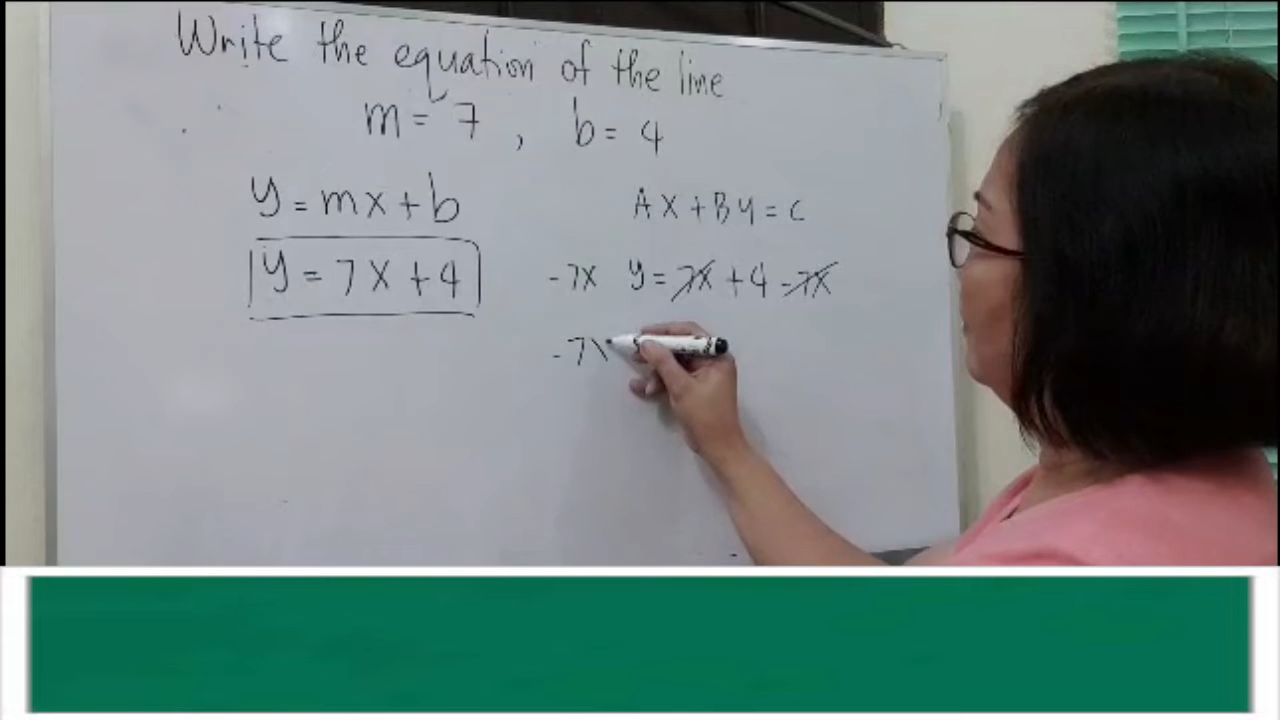 Write the equation of the line
m = 7 , b = 4
y = mx + b
y = 7x + 4
Ax + By = C
-7x y = 7x + 4 - 7x
-7x